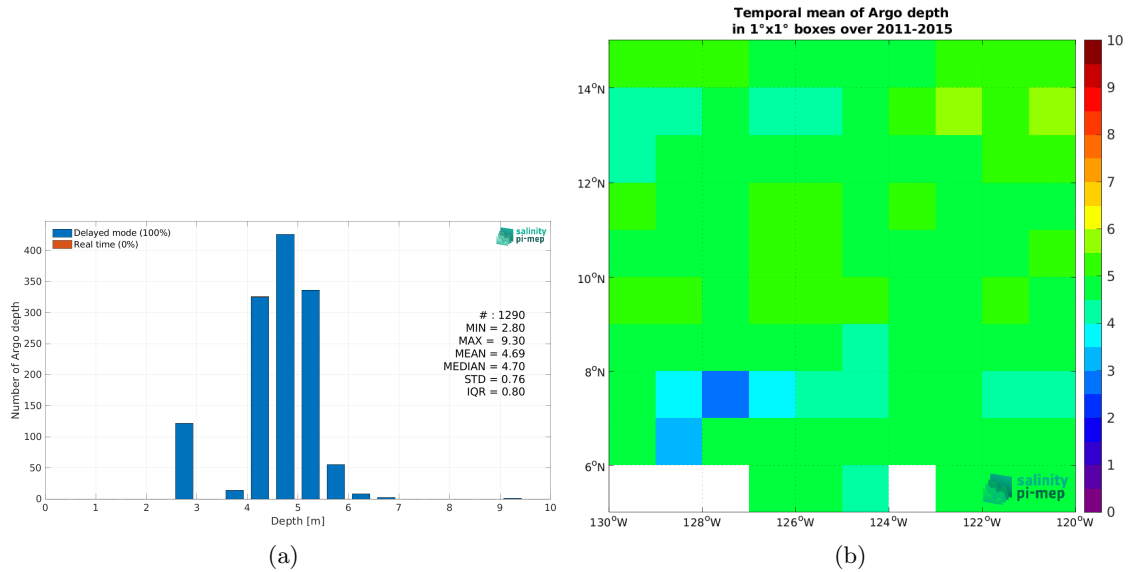 Delayed mode (100%)
Real time (0%)
salinity
pi-mep
Number of Argo depth
450
400
350
300
250
200
150
100
50
0
# : 1290
MIN = 2.80
MAX = 9.30
MEAN = 4.69
MEDIAN = 4.70
STD = 0.76
IQR = 0.80
0 1 2 3 4 5 6 7 8 9 10
Depth [m]
(a)
Temporal mean of Argo depth
in 1°x1° boxes over 2011-2015
14°N
12°N
10°N
8°N
6°N
130°W 128°W 126°W 124°W 122°W 120°W
salinity
pi-mep
10
9
8
7
6
5
4
3
2
1
0
(b)